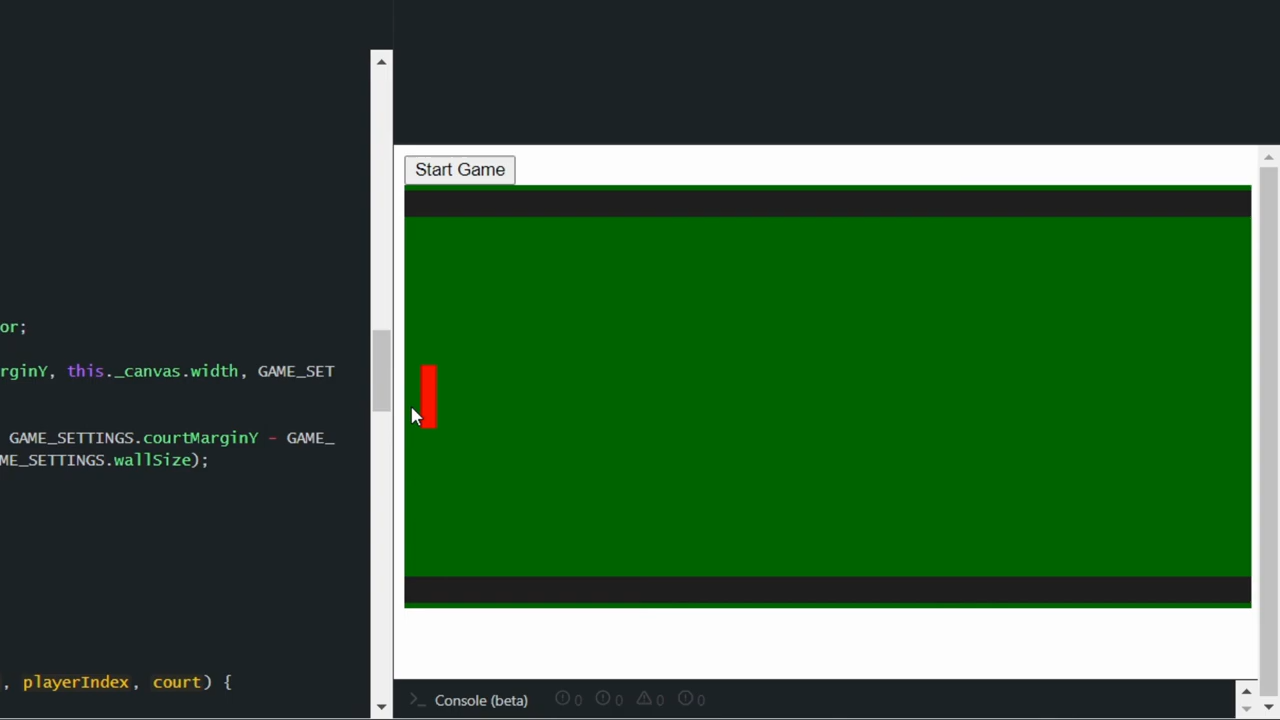 Start Game
or;
rginY, this._canvas.width, GAME_SET
GAME_SETTINGS.courtMarginY - GAME_
ME_SETTINGS.wallSize);
, playerIndex, court) {
>_ Console (beta) 0 0 0 0